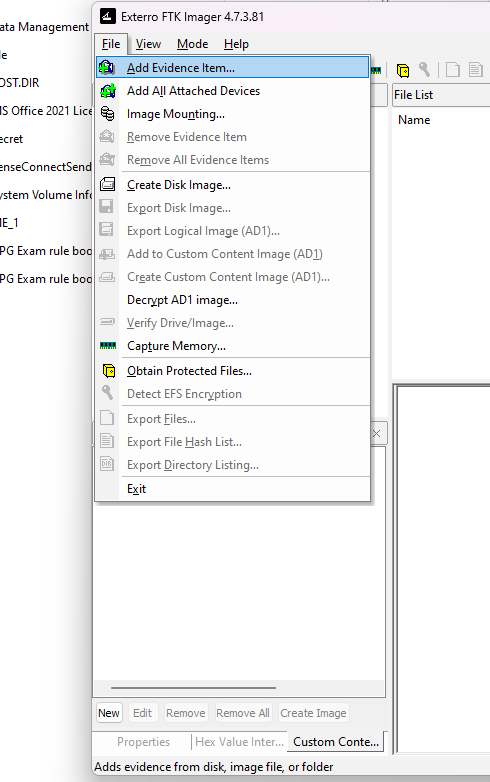 Exterro FTK Imager 4.7.3.81
File View Mode Help
ata Management
le
OST.DIR
IS Office 2021 Lice
ecret
enseConnectSend
ystem Volume Info
IE_1
PG Exam rule boo
PG Exam rule boo
Add Evidence Item...
Add All Attached Devices
Image Mounting...
Remove Evidence Item
Remove All Evidence Items
Create Disk Image...
Export Disk Image...
Export Logical Image (AD1)...
Add to Custom Content Image (AD1)
Create Custom Content Image (AD1)...
Decrypt AD1 image...
Verify Drive/Image...
Capture Memory...
Obtain Protected Files...
Detect EFS Encryption
Export Files...
Export File Hash List...
DIR
Export Directory Listing...
Exit
File List
Name
New Edit Remove Remove All Create Image
Properties Hex Value Inter... Custom Conte...
Adds evidence from disk, image file, or folder